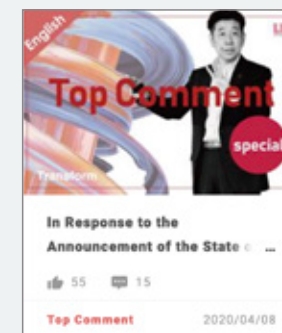 English
Top Comment
special
Transform
In Response to the
Announcement of the State ...
55 15
Top Comment 2020/04/08